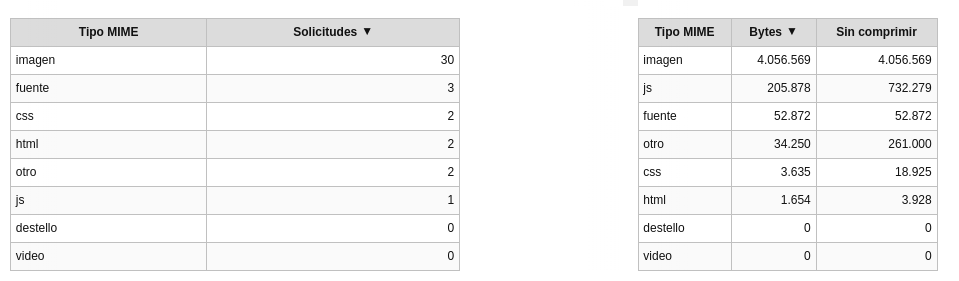 Tipo MIME Solicitudes ▼
imagen 30
fuente 3
css 2
html 2
otro 2
js 1
destello 0
video 0
Tipo MIME Bytes ▼ Sin comprimir
imagen 4.056.569 4.056.569
js 205.878 732.279
fuente 52.872 52.872
otro 34.250 261.000
css 3.635 18.925
html 1.654 3.928
destello 0 0
video 0 0